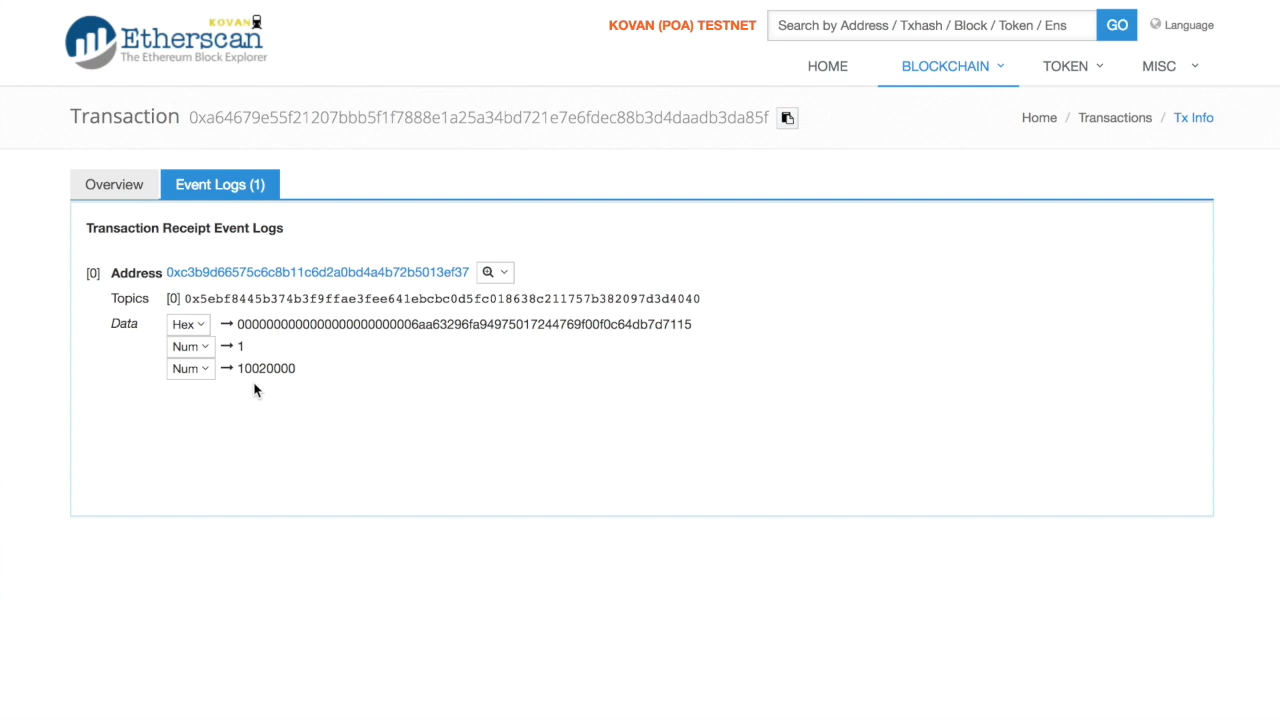 KOVAN
Etherscan
The Ethereum Block Explorer
KOVAN (POA) TESTNET
Search by Address / Txhash / Block / Token / Ens
GO
Language
HOME
BLOCKCHAIN
TOKEN
MISC
Transaction 0xa64679e55f21207bbb5f1f7888e1a25a34bd721e7e6fdec88b3d4daadb3da85f
Home / Transactions / Tx Info
Overview
Event Logs (1)
Transaction Receipt Event Logs
[0] Address 0xc3b9d66575c6c8b11c6d2a0bd4a4b72b5013ef37
Topics [0] 0x5ebf8445b374b3f9ffae3fee641ebcbc0d5fc018638c211757b382097d3d4040
Data Hex → 0000000000000000000000006aa63296fa94975017244769f00f0c64db7d7115
Num → 1
Num → 10020000